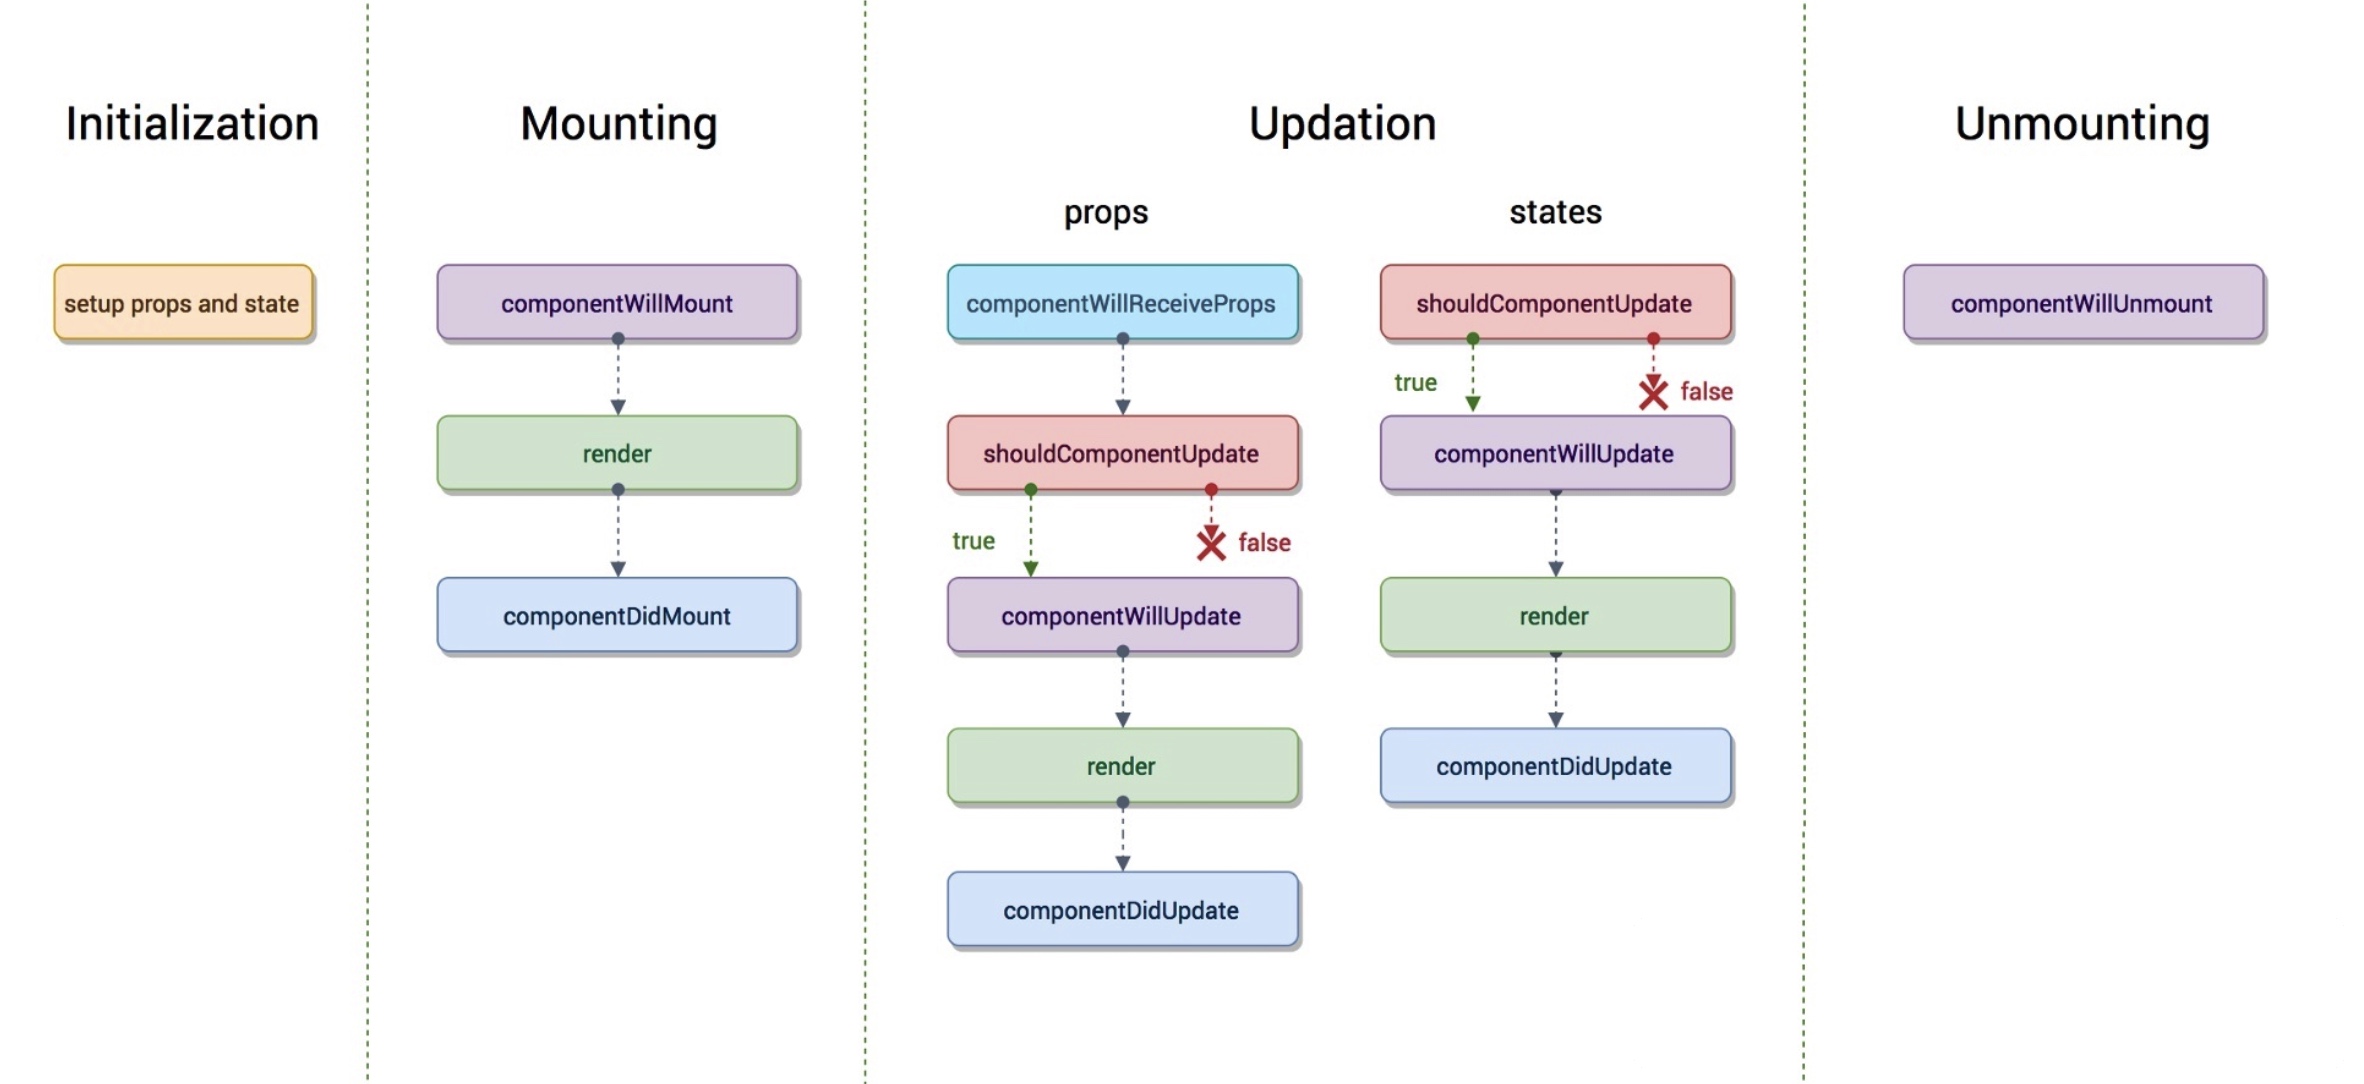 Initialization
setup props and state
Mounting
componentWillMount
render
componentDidMount
Updation
props
componentWillReceiveProps
shouldComponentUpdate
true
false
componentWillUpdate
render
componentDidUpdate
states
shouldComponentUpdate
true
false
componentWillUpdate
render
componentDidUpdate
Unmounting
componentWillUnmount